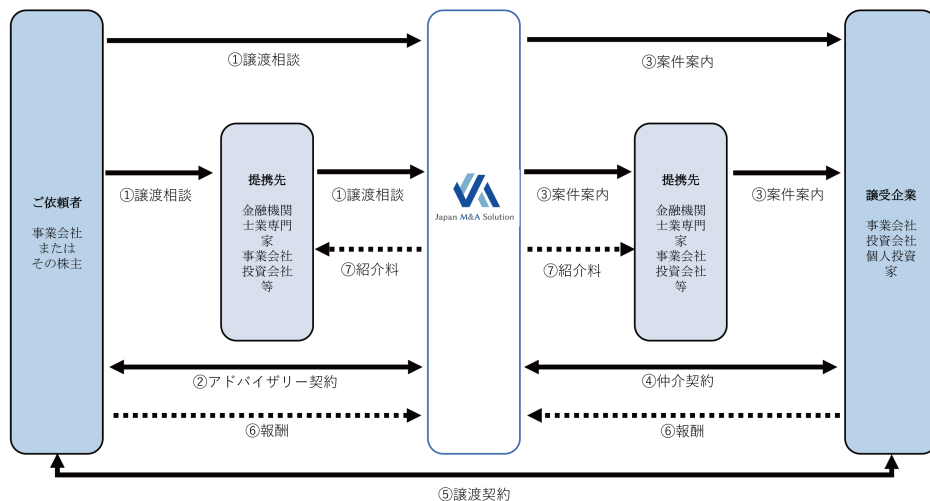 ①譲渡相談
③案件案内
ご依頼者
事業会社
または
その株主
①譲渡相談
提携先
金融機関
士業専門
家
事業会社
投資会社
等
①譲渡相談
⑦紹介料
Japan M&A Solution
③案件案内
⑦紹介料
提携先
金融機関
士業専門
家
事業会社
投資会社
等
③案件案内
譲受企業
事業会社
投資会社
個人投資
家
②アドバイザリー契約
④仲介契約
⑥報酬
⑥報酬
⑤譲渡契約